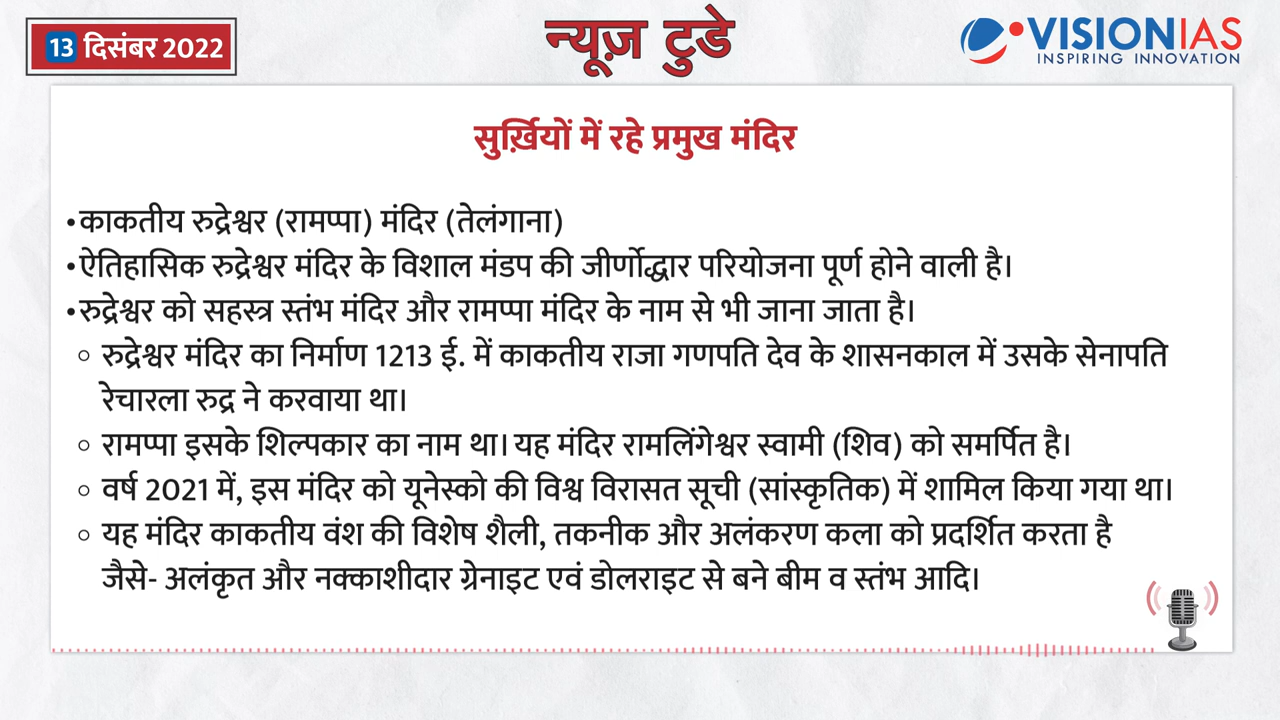 13 दिसंबर 2022
न्यूज़ टुडे
VISIONIAS
INSPIRING INNOVATION
सुर्ख़ियों में रहे प्रमुख मंदिर
•काकतीय रुद्रेश्वर (रामप्पा) मंदिर (तेलंगाना)
•ऐतिहासिक रुद्रेश्वर मंदिर के विशाल मंडप की जीर्णोद्धार परियोजना पूर्ण होने वाली है।
•रुद्रेश्वर को सहस्त्र स्तंभ मंदिर और रामप्पा मंदिर के नाम से भी जाना जाता है।
○ रुद्रेश्वर मंदिर का निर्माण 1213 ई. में काकतीय राजा गणपति देव के शासनकाल में उसके सेनापति
रेचारला रुद्र ने करवाया था।
○ रामप्पा इसके शिल्पकार का नाम था। यह मंदिर रामलिंगेश्वर स्वामी (शिव) को समर्पित है।
○ वर्ष 2021 में, इस मंदिर को यूनेस्को की विश्व विरासत सूची (सांस्कृतिक) में शामिल किया गया था।
○ यह मंदिर काकतीय वंश की विशेष शैली, तकनीक और अलंकरण कला को प्रदर्शित करता है
जैसे- अलंकृत और नक्काशीदार ग्रेनाइट एवं डोलराइट से बने बीम व स्तंभ आदि।